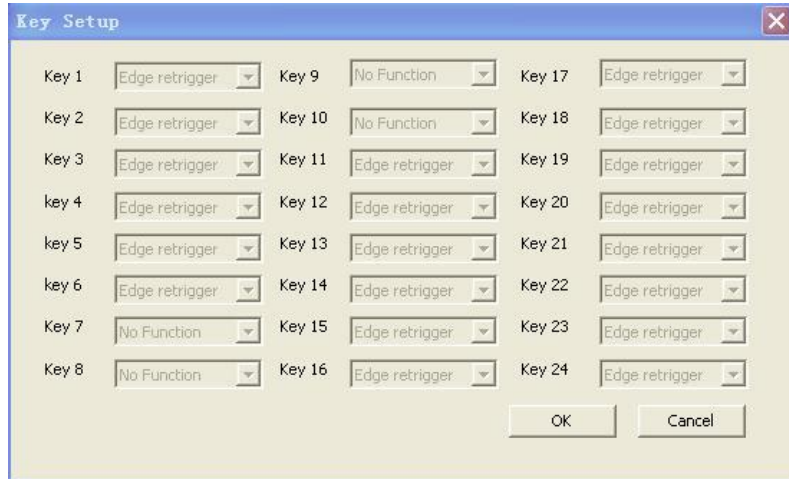 Key Setup
Key 1 Edge retrigger Key 9 No Function Key 17 Edge retrigger
Key 2 Edge retrigger Key 10 No Function Key 18 Edge retrigger
Key 3 Edge retrigger Key 11 Edge retrigger Key 19 Edge retrigger
key 4 Edge retrigger Key 12 Edge retrigger Key 20 Edge retrigger
key 5 Edge retrigger Key 13 Edge retrigger Key 21 Edge retrigger
key 6 Edge retrigger Key 14 Edge retrigger Key 22 Edge retrigger
Key 7 No Function Key 15 Edge retrigger Key 23 Edge retrigger
Key 8 No Function Key 16 Edge retrigger Key 24 Edge retrigger
OK Cancel